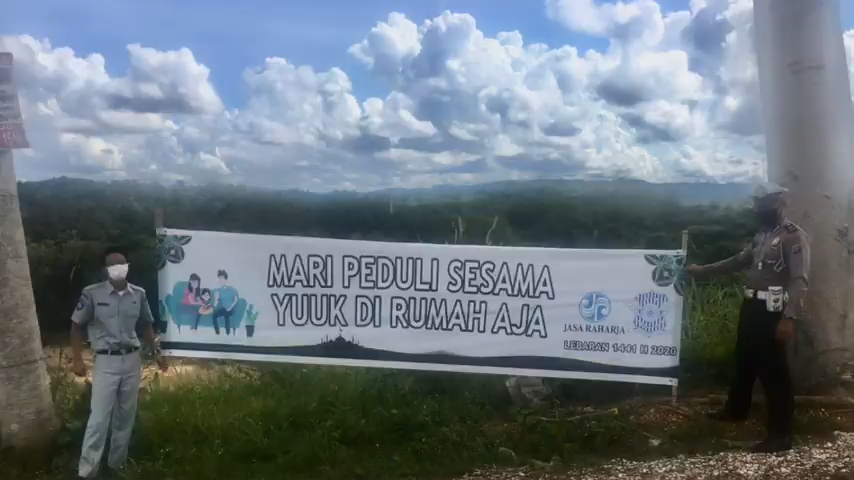 MARI PEDULI SESAMA
YUUK DI RUMAH AJA
JASA RAHARJA
LEBARAN 1441 H 2020